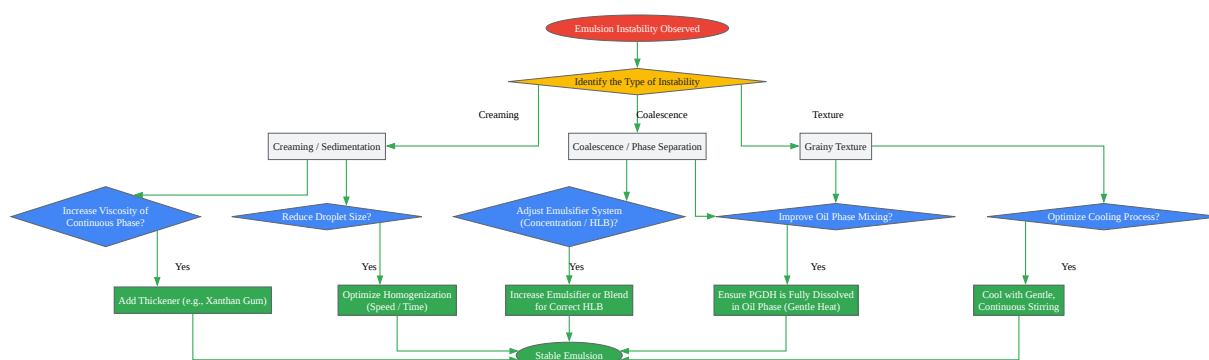 Emulsion Instability Observed
Identify the Type of Instability
Creaming
Coalescence
Texture
Creaming / Sedimentation
Coalescence / Phase Separation
Grainy Texture
Increase Viscosity of
Continuous Phase?
Reduce Droplet Size?
Adjust Emulsifier System
(Concentration / HLB)?
Improve Oil Phase Mixing?
Optimize Cooling Process?
Yes
Yes
Yes
Yes
Yes
Add Thickener (e.g., Xanthan Gum)
Optimize Homogenization
(Speed / Time)
Increase Emulsifier or Blend
for Correct HLB
Ensure PGDH is Fully Dissolved
in Oil Phase (Gentle Heat)
Cool with Gentle,
Continuous Stirring
Stable Emulsion